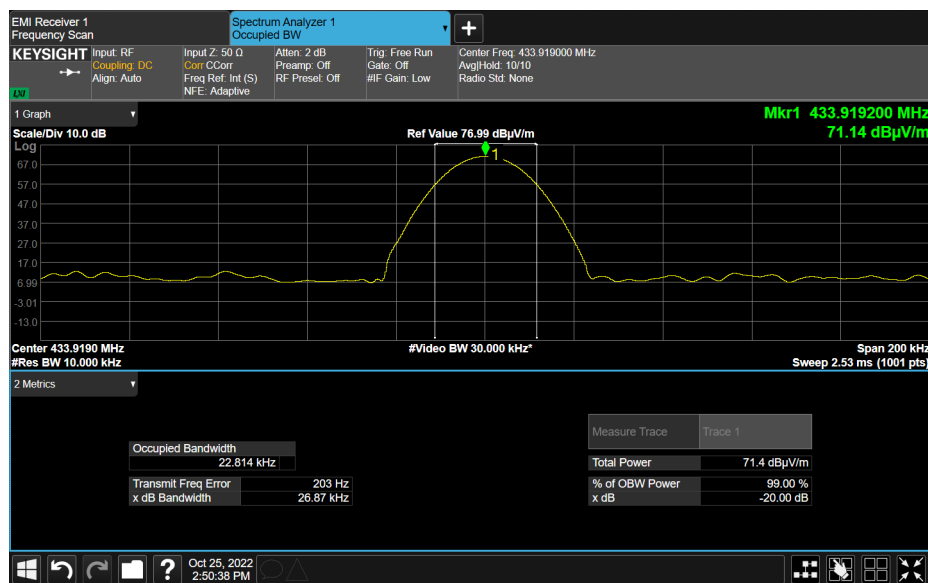 EMI Receiver 1
Frequency Scan
Spectrum Analyzer 1
Occupied BW
KEYSIGHT
Input: RF
Coupling: DC
Align: Auto
Input Z: 50 Ω
Corr CCorr
Freq Ref: Int (S)
NFE: Adaptive
Atten: 2 dB
Preamp: Off
RF Presel: Off
Trig: Free Run
Gate: Off
#IF Gain: Low
Center Freq: 433.919000 MHz
Avg|Hold: 10/10
Radio Std: None
LXI
1 Graph
Mkr1 433.919200 MHz
Scale/Div 10.0 dB
Ref Value 76.99 dBµV/m
71.14 dBµV/m
Log
1
67.0
57.0
47.0
37.0
27.0
17.0
6.99
-3.01
-13.0
Center 433.9190 MHz
#Video BW 30.000 kHz*
Span 200 kHz
#Res BW 10.000 kHz
Sweep 2.53 ms (1001 pts)
2 Metrics
Measure Trace
Trace 1
Occupied Bandwidth
22.814 kHz
Total Power 71.4 dBµV/m
Transmit Freq Error 203 Hz
% of OBW Power 99.00 %
x dB Bandwidth 26.87 kHz
x dB -20.00 dB
?
Oct 25, 2022
2:50:38 PM